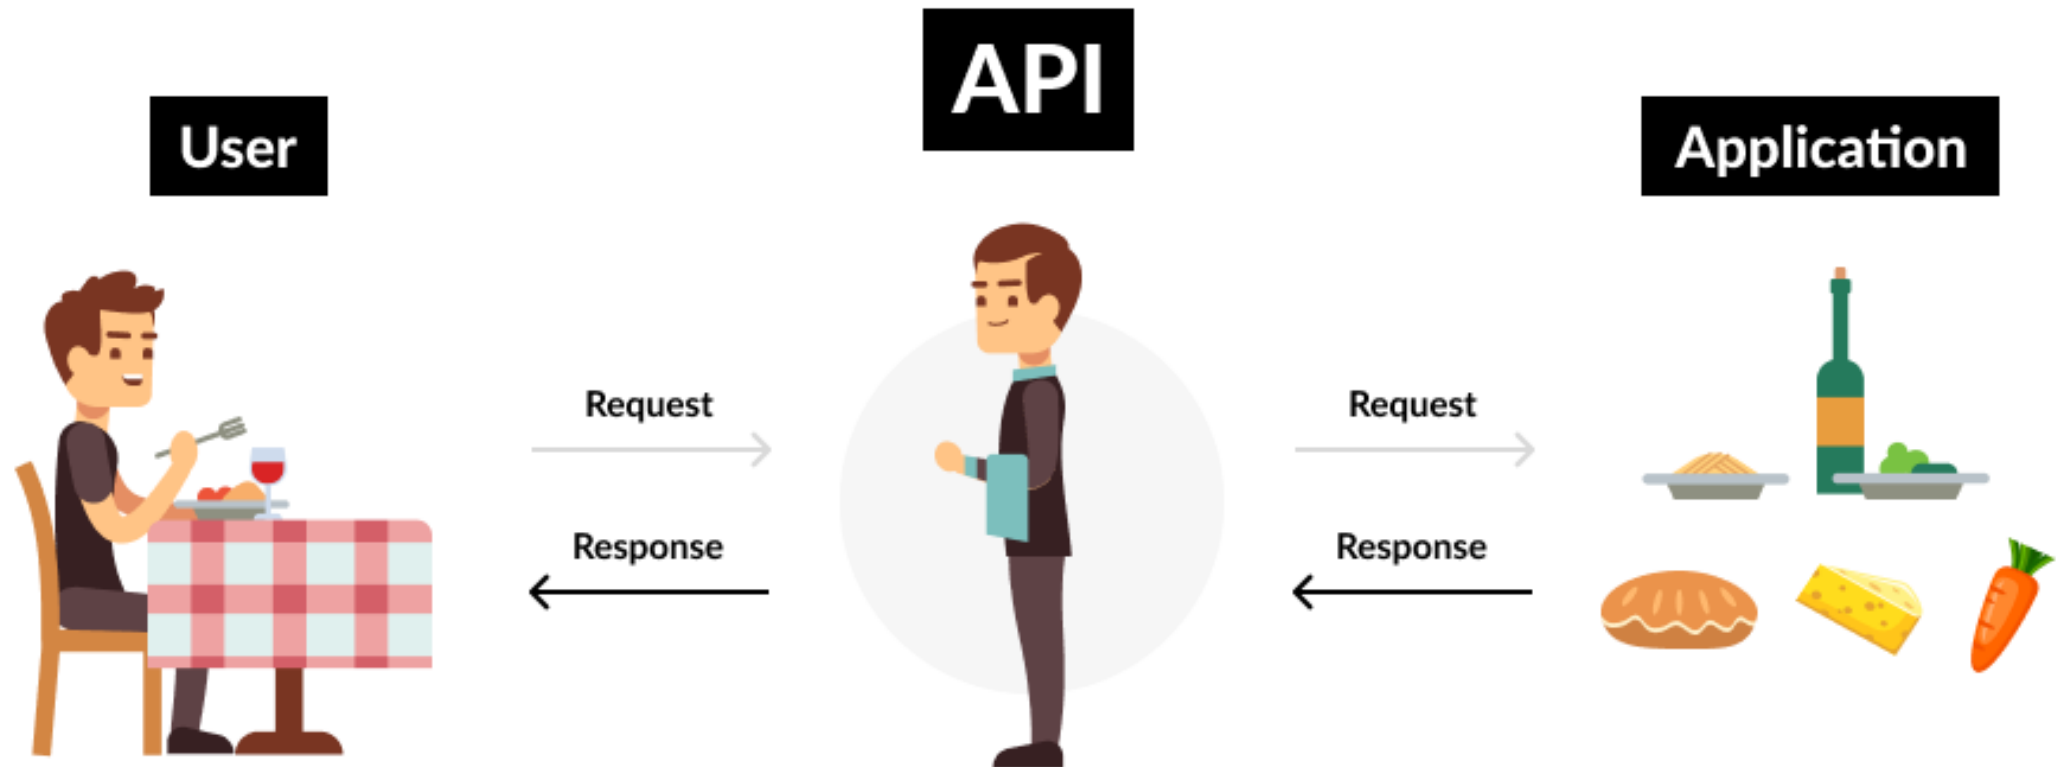 API
User
Application
Request
Request
Response
Response